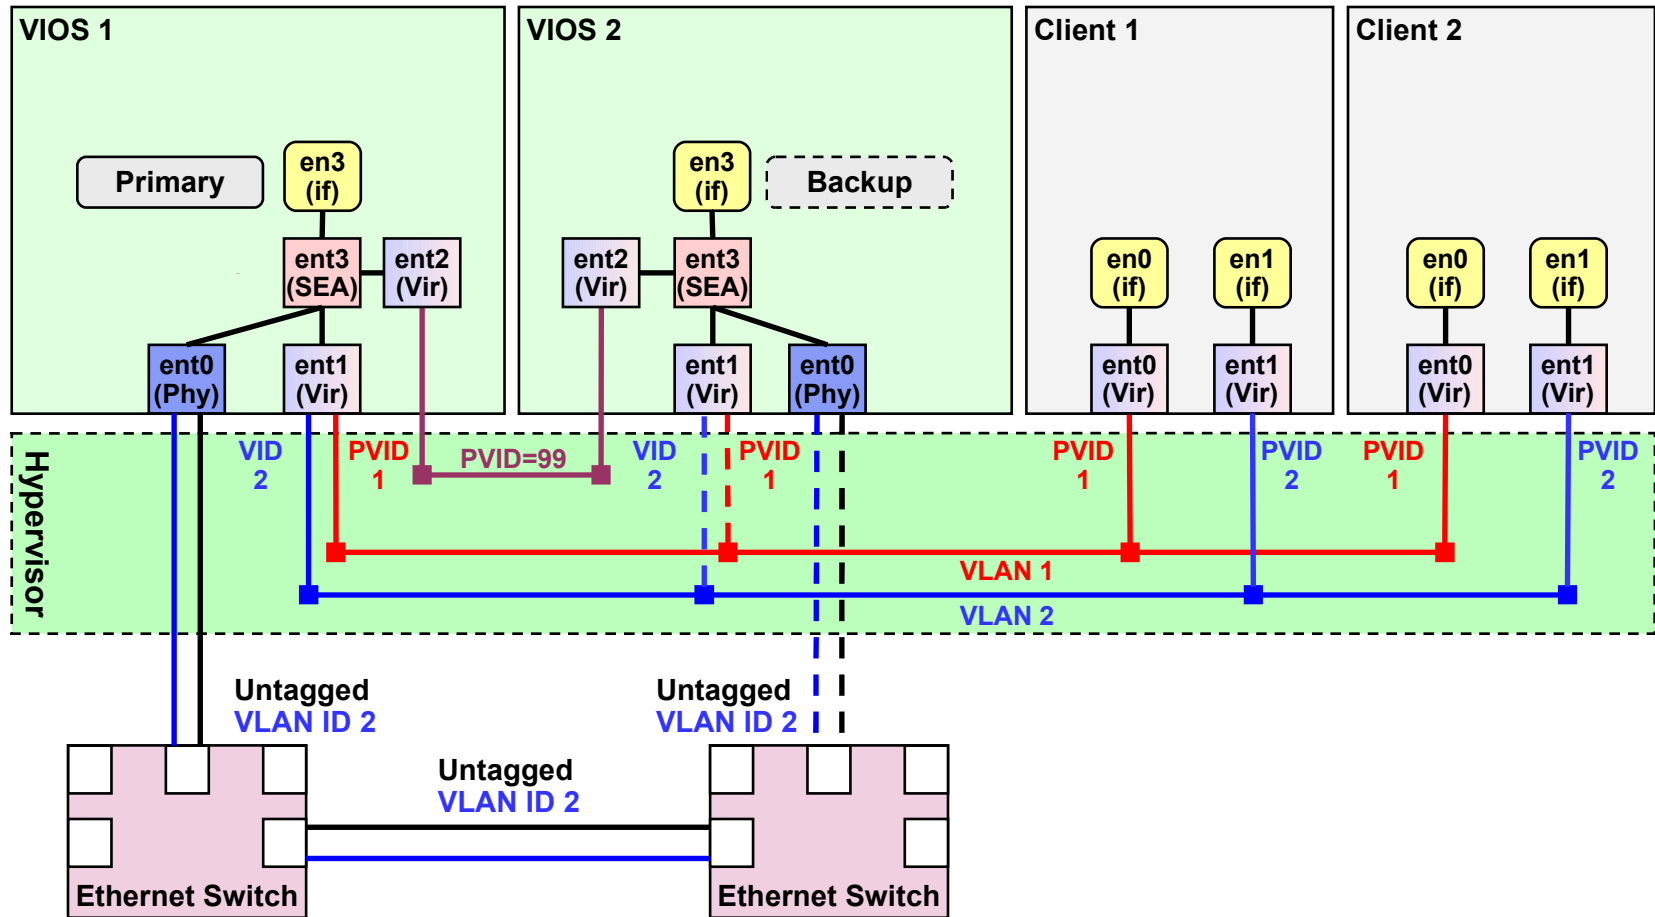 VIOS 1
VIOS 2
Client 1
Client 2
Primary
en3
(if)
en3
(if)
Backup
ent3
(SEA)
ent2
(Vir)
ent2
(Vir)
ent3
(SEA)
en0
(if)
en1
(if)
en0
(if)
en1
(if)
ent0
(Phy)
ent1
(Vir)
ent1
(Vir)
ent0
(Phy)
ent0
(Vir)
ent1
(Vir)
ent0
(Vir)
ent1
(Vir)
Hypervisor
VID
2
PVID
1
PVID=99
VID
2
PVID
1
PVID
1
PVID
2
PVID
1
PVID
2
VLAN 1
VLAN 2
Untagged
VLAN ID 2
Untagged
VLAN ID 2
Untagged
VLAN ID 2
Ethernet Switch
Ethernet Switch